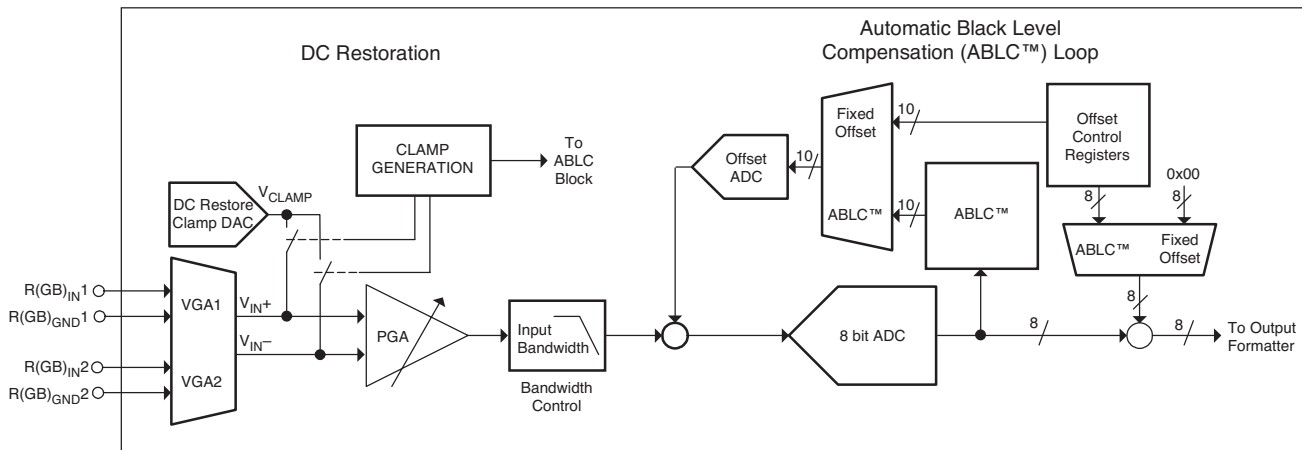 DC Restoration
Automatic Black Level
Compensation (ABLC™) Loop
CLAMP
GENERATION
To
ABLC
Block
DC Restore
Clamp DAC
VCLAMP
Offset
ADC
10
Fixed
Offset
ABLC™
10
10
ABLC™
Offset
Control
Registers
8
0x00
8
ABLC™
Fixed
Offset
8
R(GB)IN1
R(GB)GND1
R(GB)IN2
R(GB)GND2
VGA1
VGA2
VIN+
VIN−
PGA
Input
Bandwidth
Bandwidth
Control
8 bit ADC
8
8
To Output
Formatter